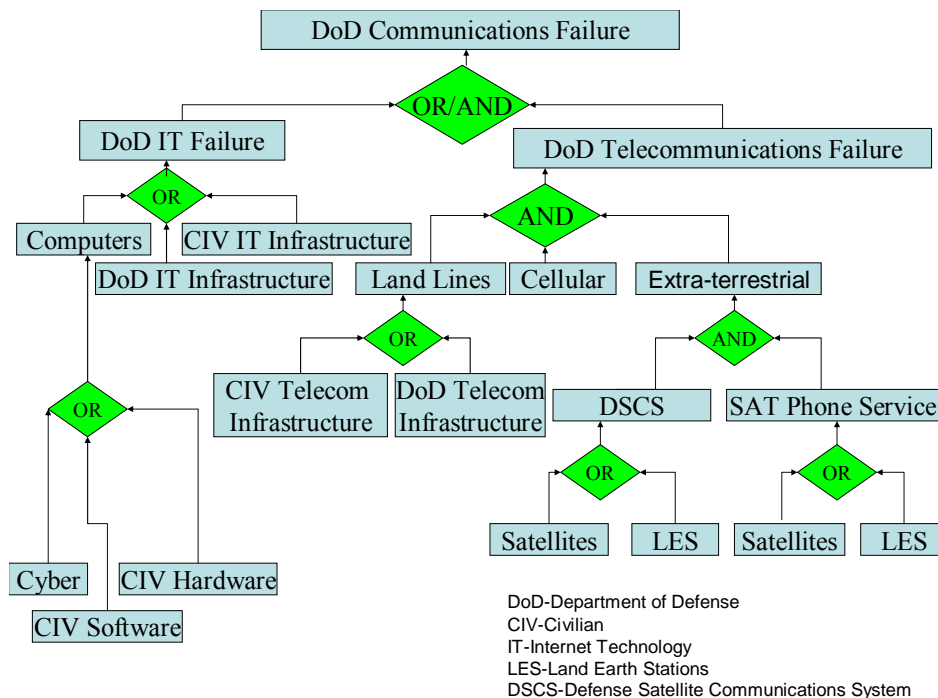 DoD Communications Failure
OR/AND
DoD IT Failure
DoD Telecommunications Failure
OR
AND
Computers
CIV IT Infrastructure
DoD IT Infrastructure
Land Lines
Cellular
Extra-terrestrial
OR
AND
CIV Telecom
Infrastructure
DoD Telecom
Infrastructure
DSCS
SAT Phone Service
OR
OR
OR
Satellites
LES
Satellites
LES
Cyber
CIV Hardware
CIV Software
DoD-Department of Defense
CIV-Civilian
IT-Internet Technology
LES-Land Earth Stations
DSCS-Defense Satellite Communications System